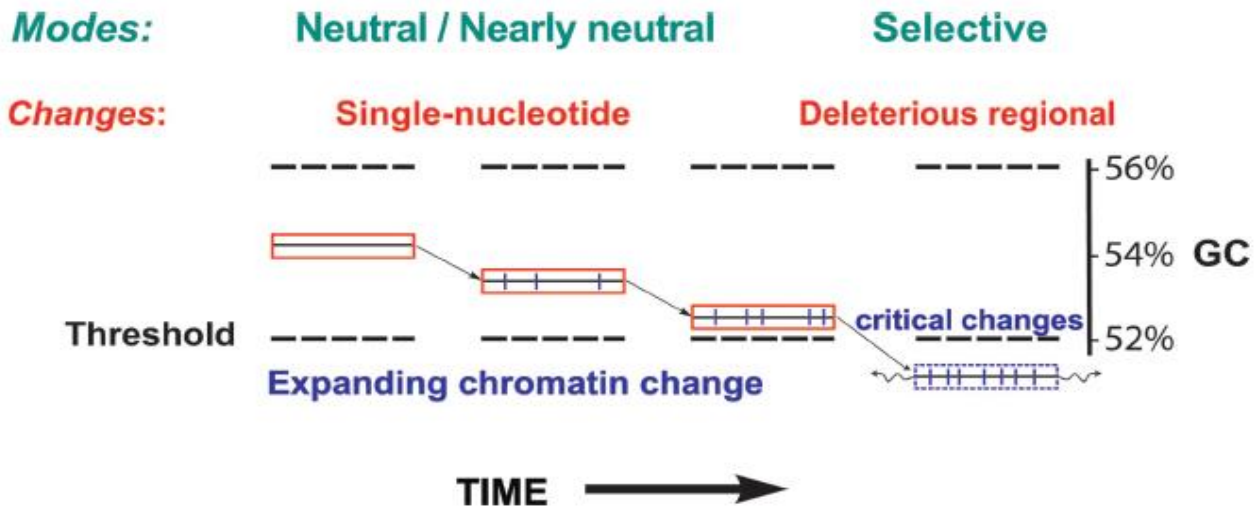 Modes: Neutral / Nearly neutral Selective
Changes: Single-nucleotide Deleterious regional
56%
54% GC
Threshold critical changes 52%
Expanding chromatin change
TIME